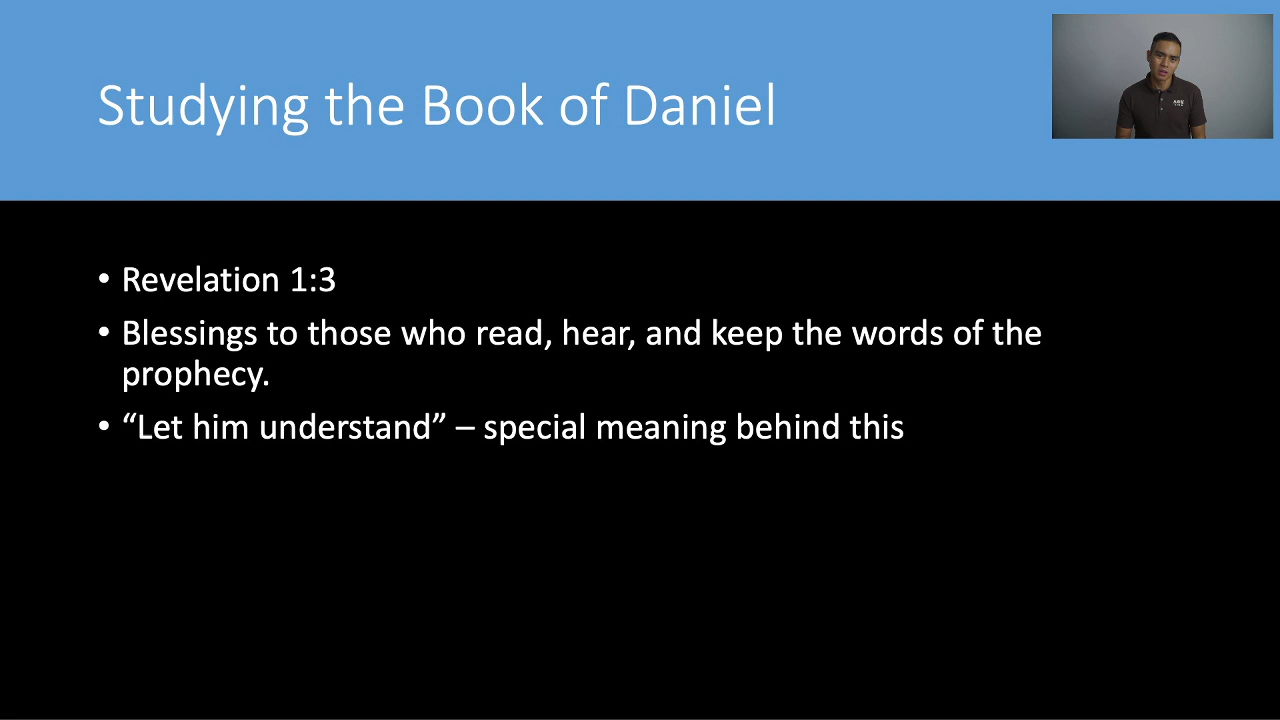 Studying the Book of Daniel
• Revelation 1:3
• Blessings to those who read, hear, and keep the words of the
prophecy.
• “Let him understand” – special meaning behind this